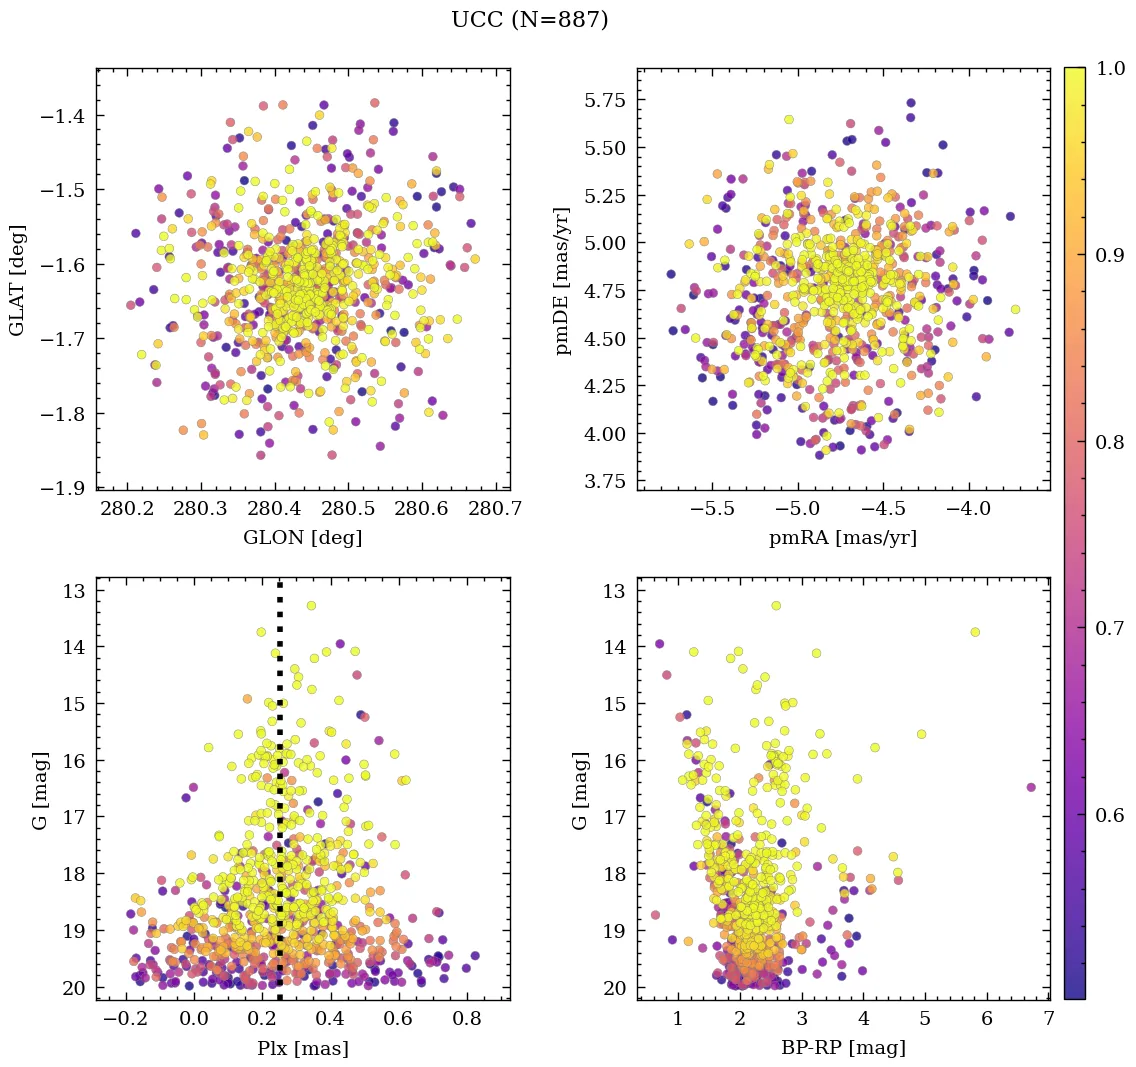 UCC (N=887)
−1.4
−1.5
−1.6
−1.7
−1.8
−1.9
GLAT [deg]
280.2 280.3 280.4 280.5 280.6 280.7
GLON [deg]
5.75
5.50
5.25
5.00
4.75
4.50
4.25
4.00
3.75
pmDE [mas/yr]
−5.5 −5.0 −4.5 −4.0
pmRA [mas/yr]
1.0
0.9
0.8
0.7
0.6
13
14
15
16
17
18
19
20
G [mag]
−0.2 0.0 0.2 0.4 0.6 0.8
Plx [mas]
13
14
15
16
17
18
19
20
G [mag]
1 2 3 4 5 6 7
BP-RP [mag]